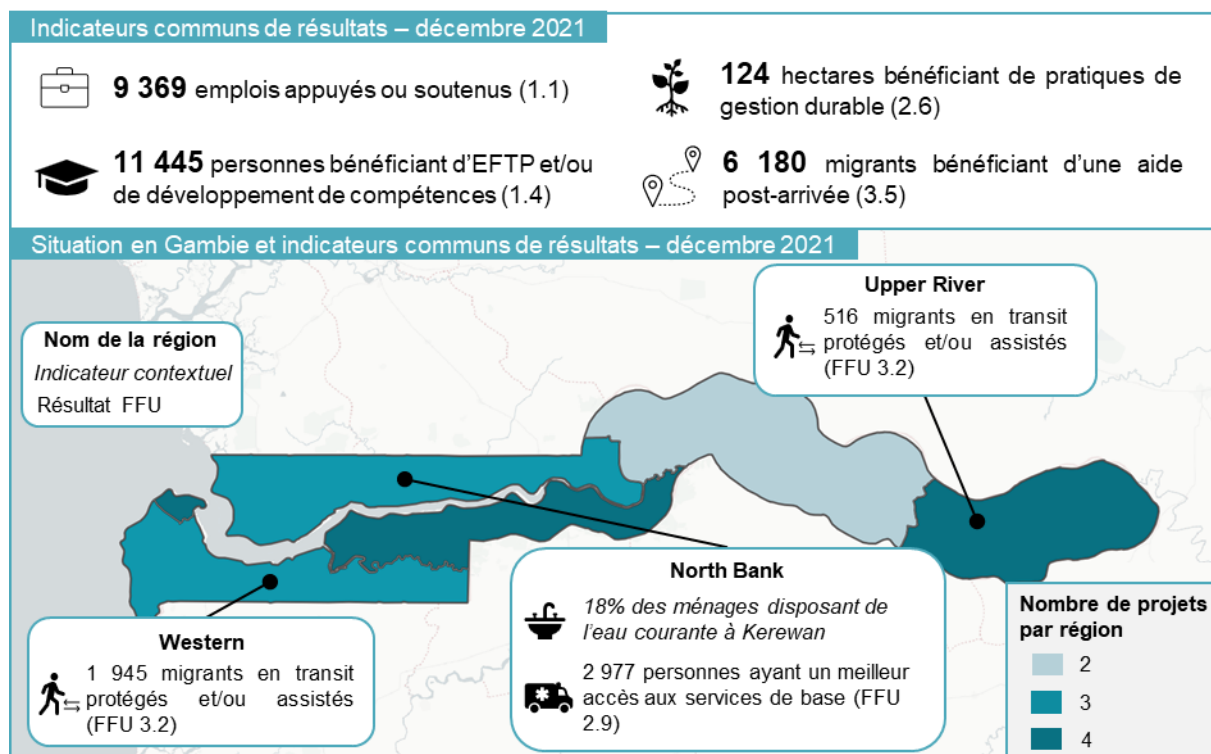 Indicateurs communs de résultats – décembre 2021
9 369 emplois appuyés ou soutenus (1.1)
124 hectares bénéficiant de pratiques de
gestion durable (2.6)
11 445 personnes bénéficiant d’EFTP et/ou
de développement de compétences (1.4)
6 180 migrants bénéficiant d’une aide
post-arrivée (3.5)
Situation en Gambie et indicateurs communs de résultats – décembre 2021
Nom de la région
Indicateur contextuel
Résultat FFU
Upper River
516 migrants en transit
protégés et/ou assistés
(FFU 3.2)
Western
1 945 migrants en transit
protégés et/ou assistés
(FFU 3.2)
North Bank
18% des ménages disposant de
l’eau courante à Kerewan
2 977 personnes ayant un meilleur
accès aux services de base (FFU
2.9)
Nombre de projets
par région
2
3
4